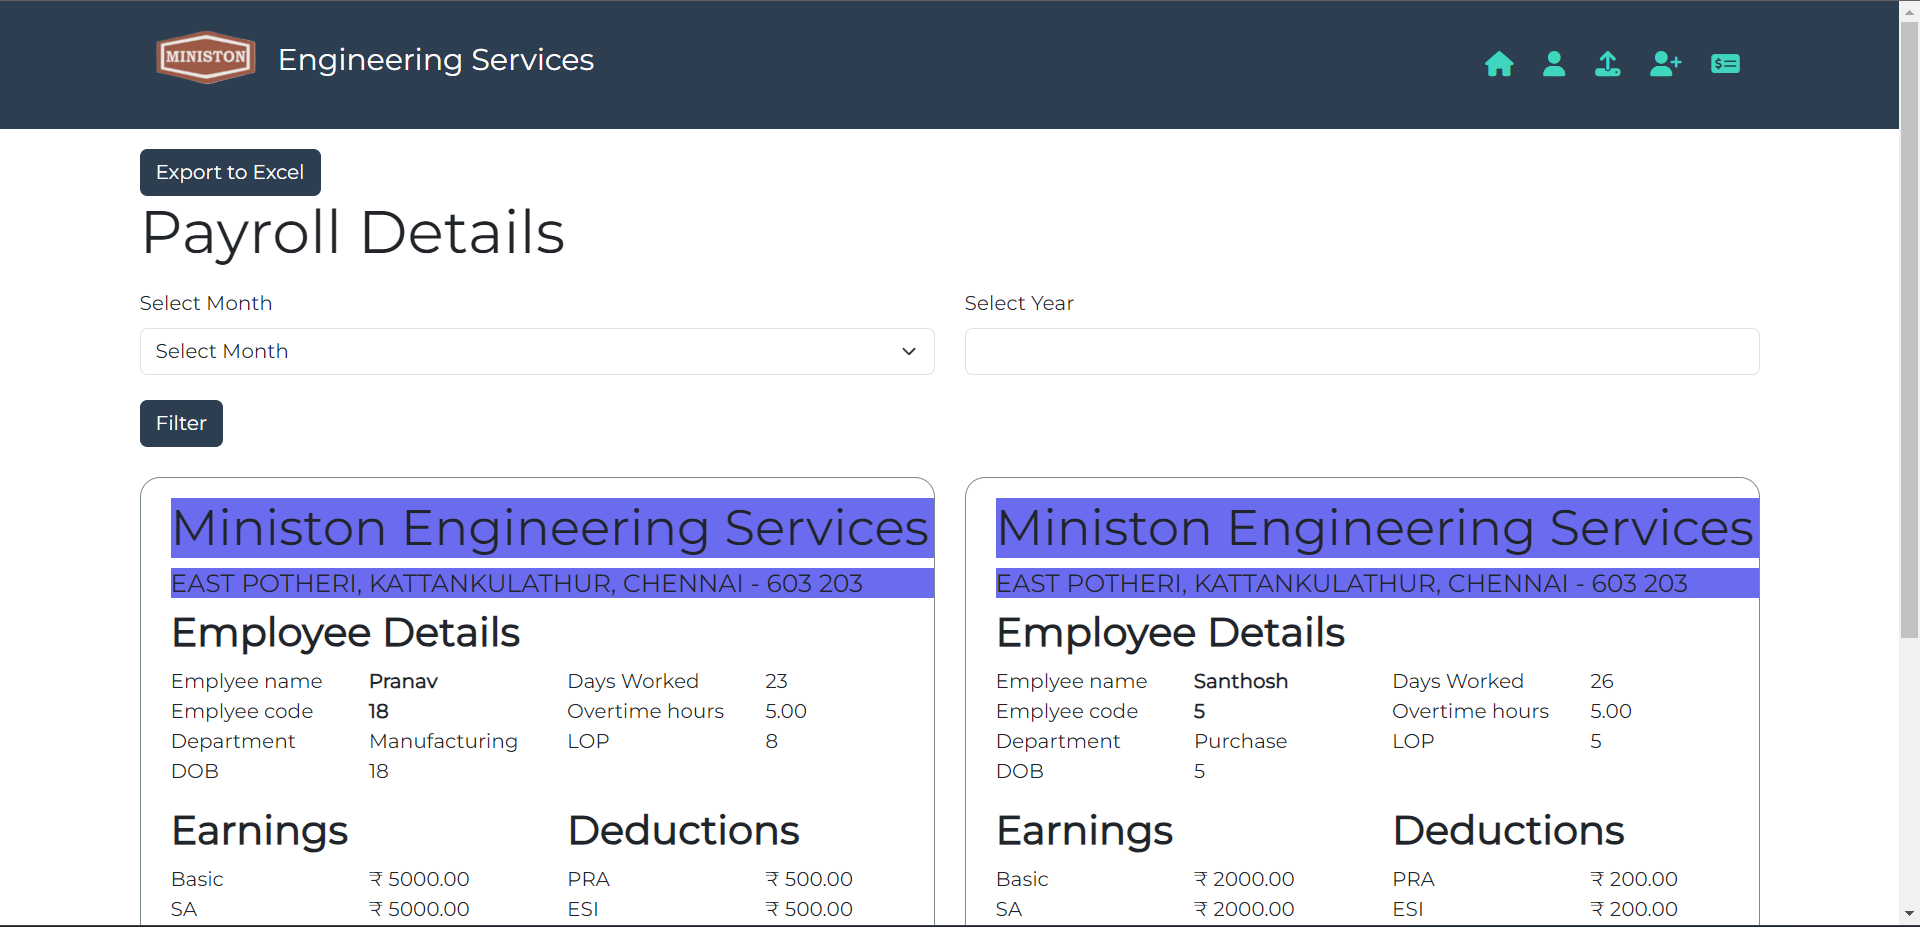 MINISTON Engineering Services
Export to Excel
Payroll Details
Select Month Select Year
Select Month
Filter
Ministon Engineering Services
EAST POTHERI, KATTANKULATHUR, CHENNAI - 603 203
Employee Details
Emplyee name Pranav Days Worked 23
Emplyee code 18 Overtime hours 5.00
Department Manufacturing LOP 8
DOB 18
Earnings Deductions
Basic ₹ 5000.00 PRA ₹ 500.00
SA ₹ 5000.00 ESI ₹ 500.00
Ministon Engineering Services
EAST POTHERI, KATTANKULATHUR, CHENNAI - 603 203
Employee Details
Emplyee name Santhosh Days Worked 26
Emplyee code 5 Overtime hours 5.00
Department Purchase LOP 5
DOB 5
Earnings Deductions
Basic ₹ 2000.00 PRA ₹ 200.00
SA ₹ 2000.00 ESI ₹ 200.00